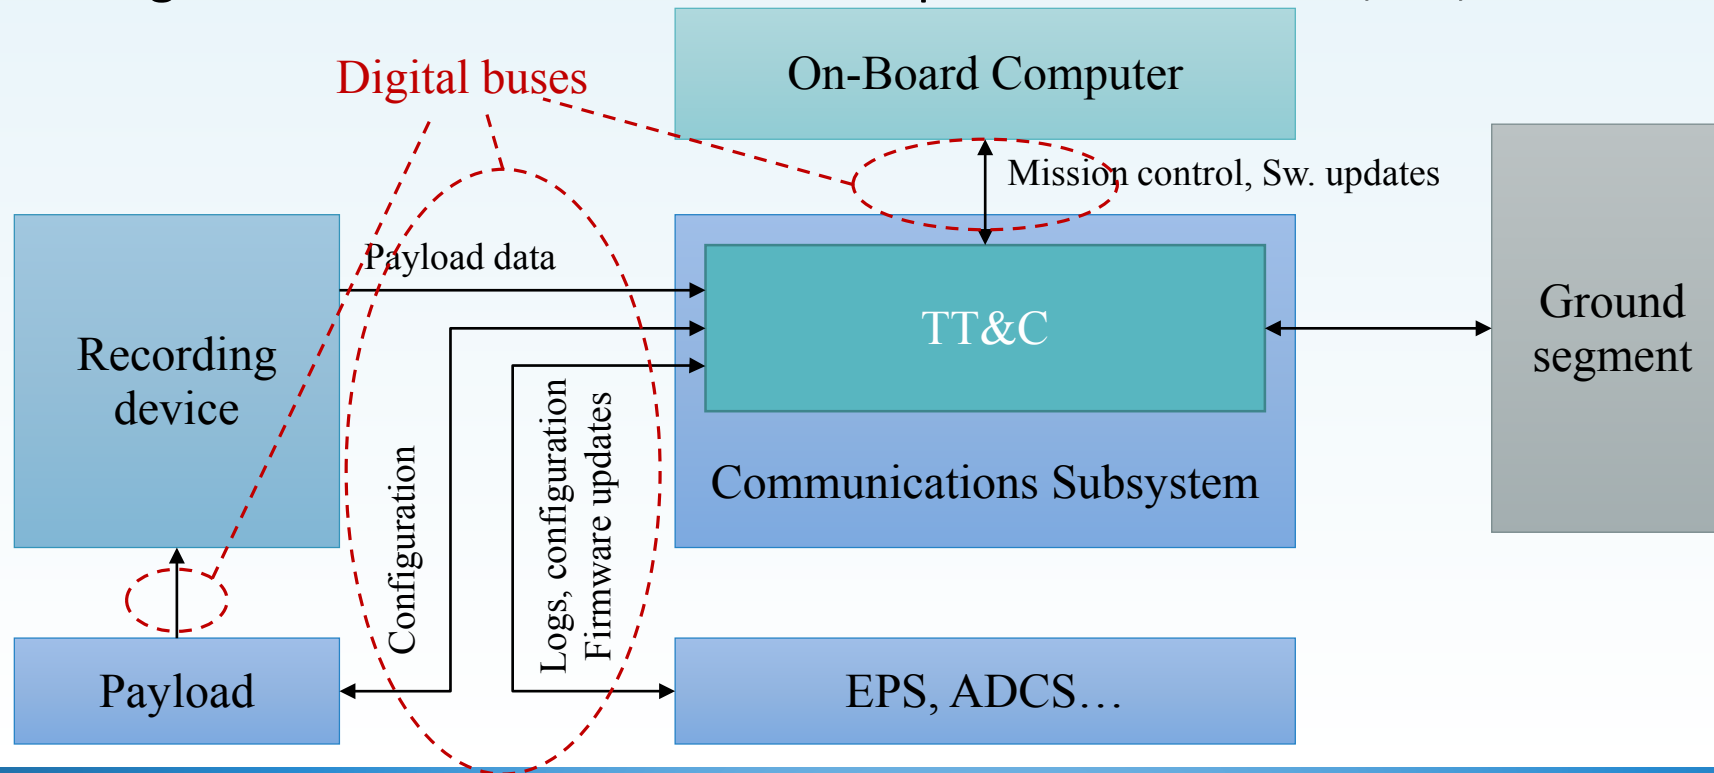 Digital buses
On-Board Computer
Mission control, Sw. updates
Payload data
Recording
device
TT&C
Ground
segment
Communications Subsystem
Configuration
Logs, configuration
Firmware updates
Payload
EPS, ADCS…